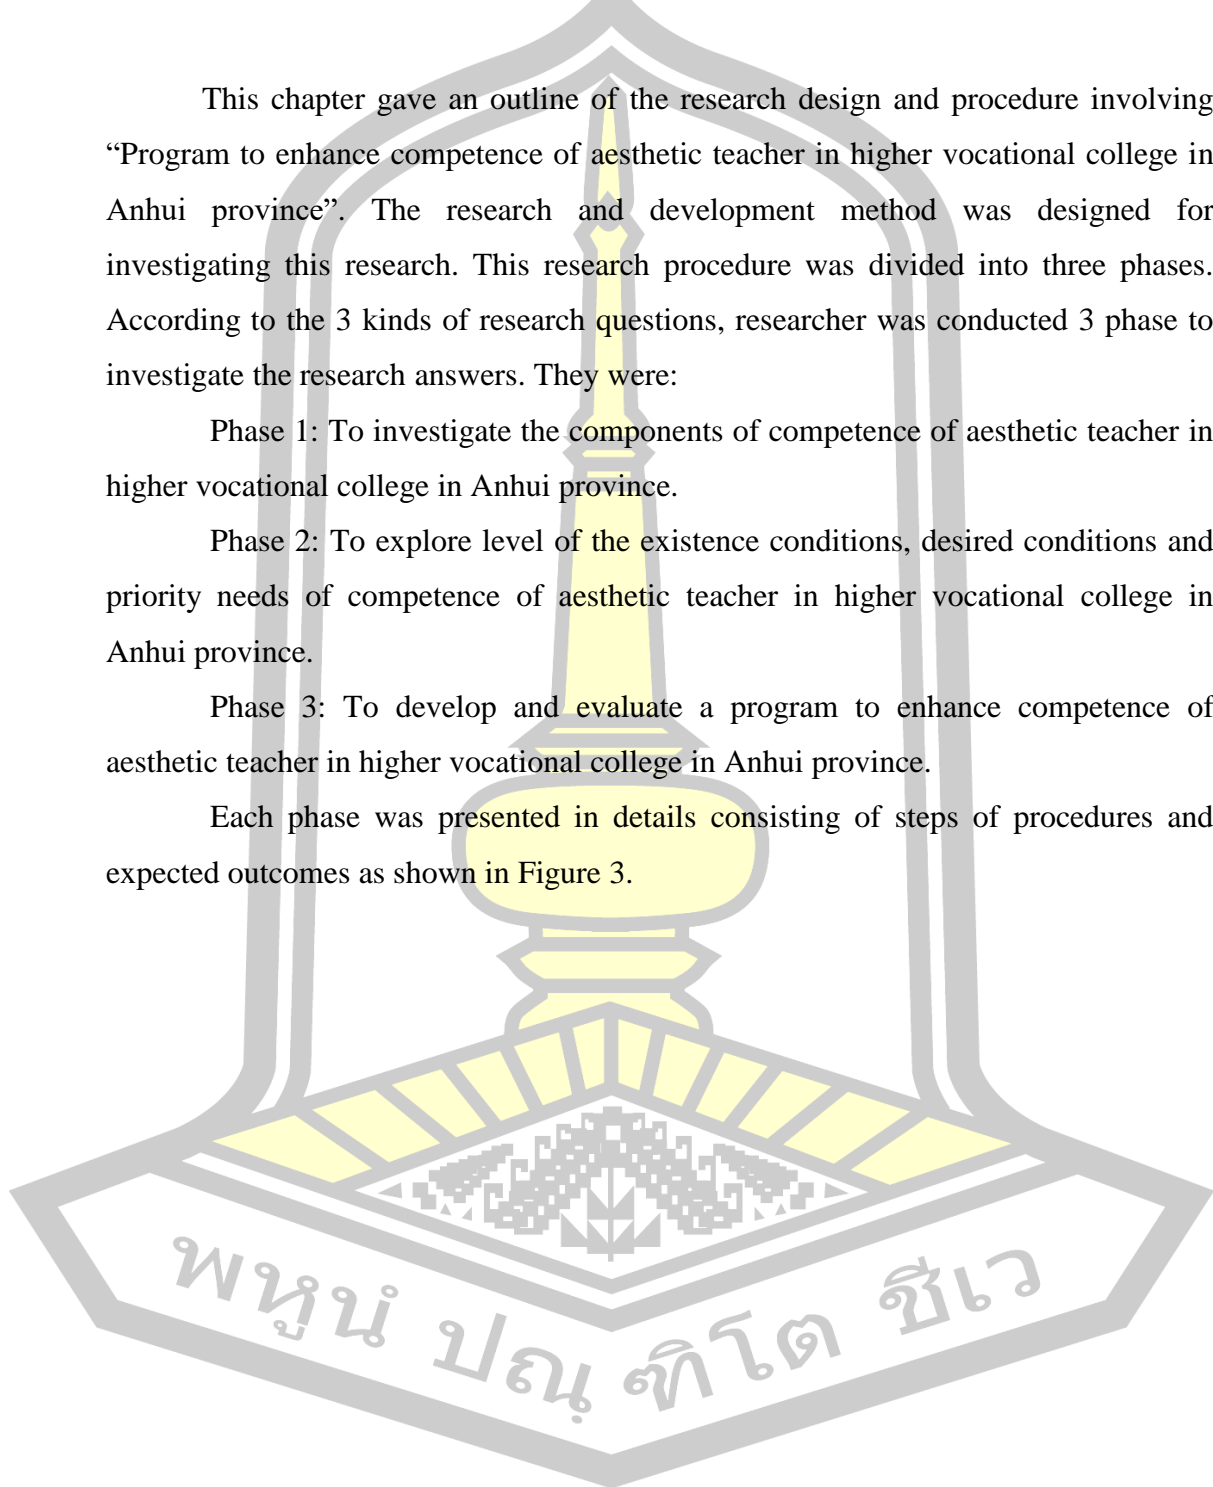 This chapter gave an outline of the research design and procedure involving
“Program to enhance competence of aesthetic teacher in higher vocational college in
Anhui province”. The research and development method was designed for
investigating this research. This research procedure was divided into three phases.
According to the 3 kinds of research questions, researcher was conducted 3 phase to
investigate the research answers. They were:
Phase 1: To investigate the components of competence of aesthetic teacher in
higher vocational college in Anhui province.
Phase 2: To explore level of the existence conditions, desired conditions and
priority needs of competence of aesthetic teacher in higher vocational college in
Anhui province.
Phase 3: To develop and evaluate a program to enhance competence of
aesthetic teacher in higher vocational college in Anhui province.
Each phase was presented in details consisting of steps of procedures and
expected outcomes as shown in Figure 3.
พหูนํ ปณฺฑิโต ชีเว